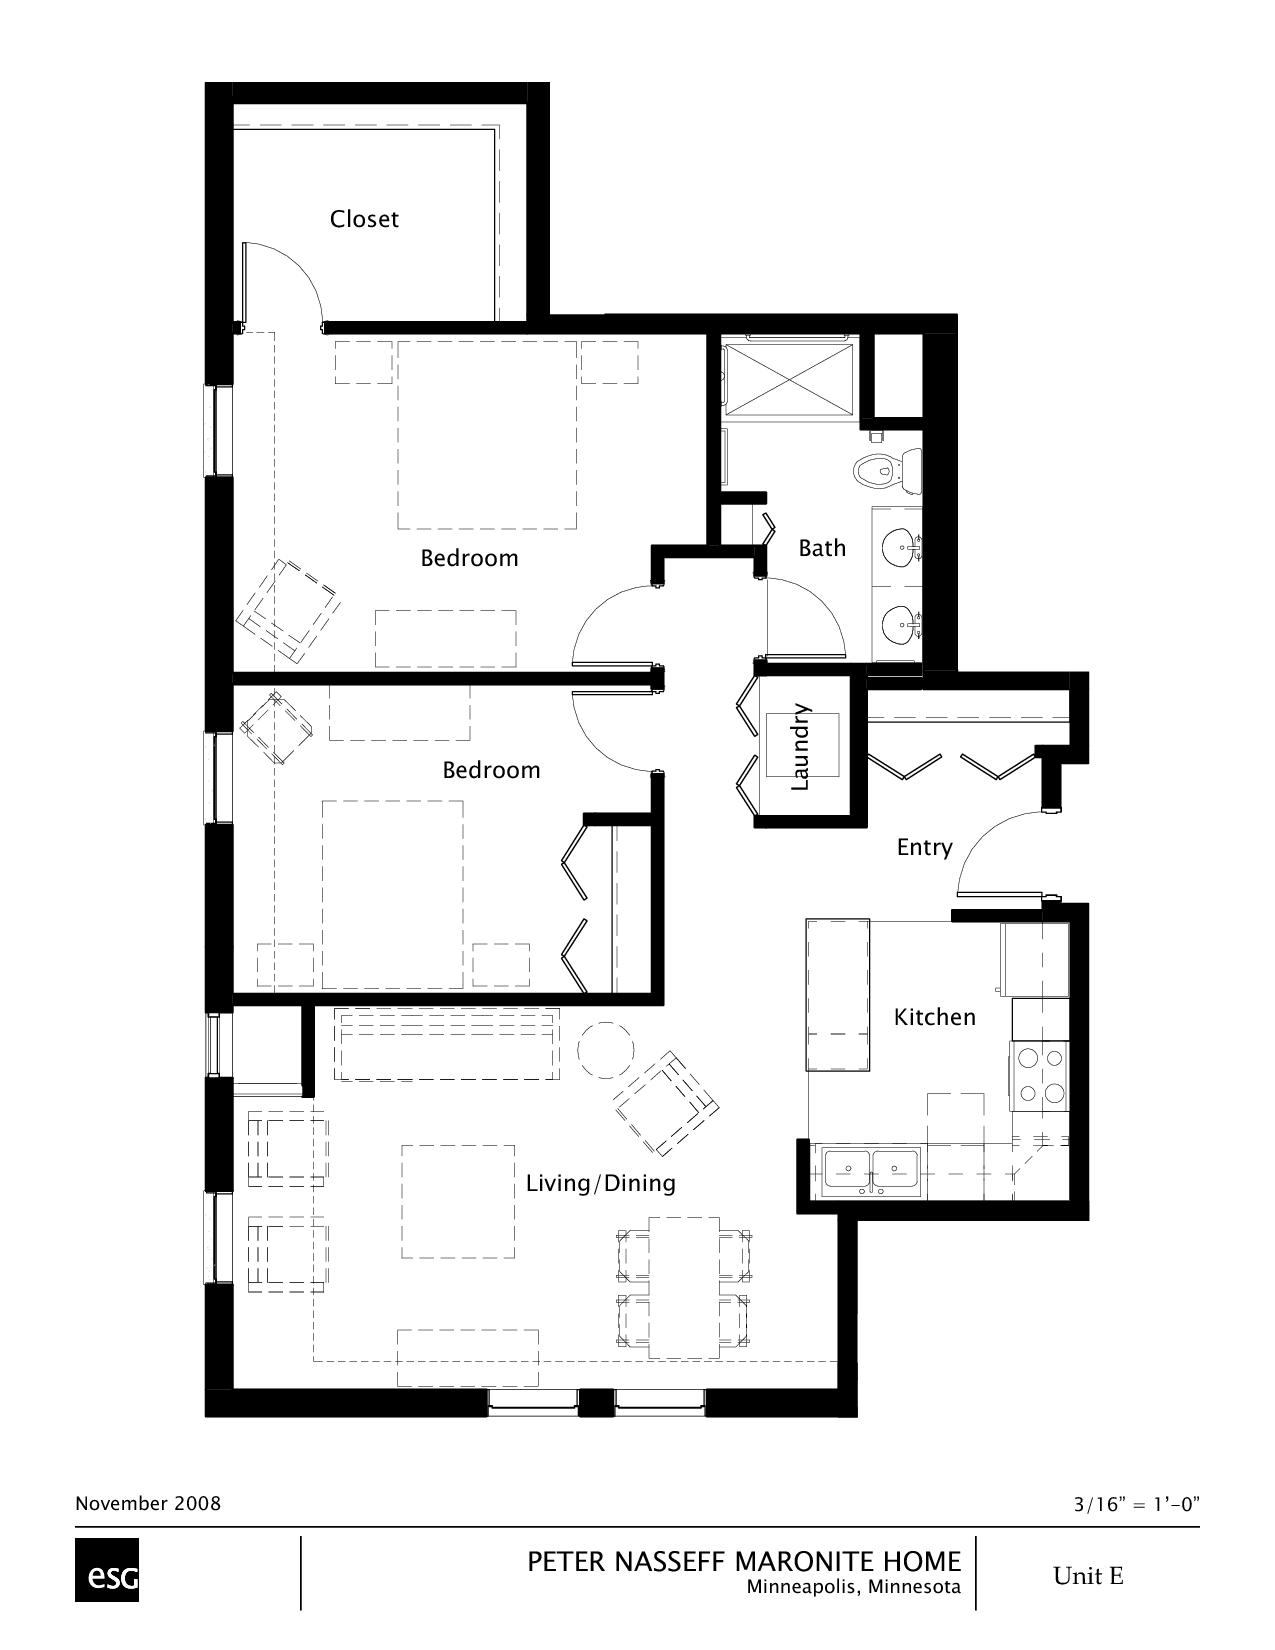 Closet
Bedroom
Bath
Bedroom
Laundry
Entry
Kitchen
Living/Dining
November 2008
3/16” = 1’-0”
esG
PETER NASSEFF MARONITE HOME
Minneapolis, Minnesota
Unit E